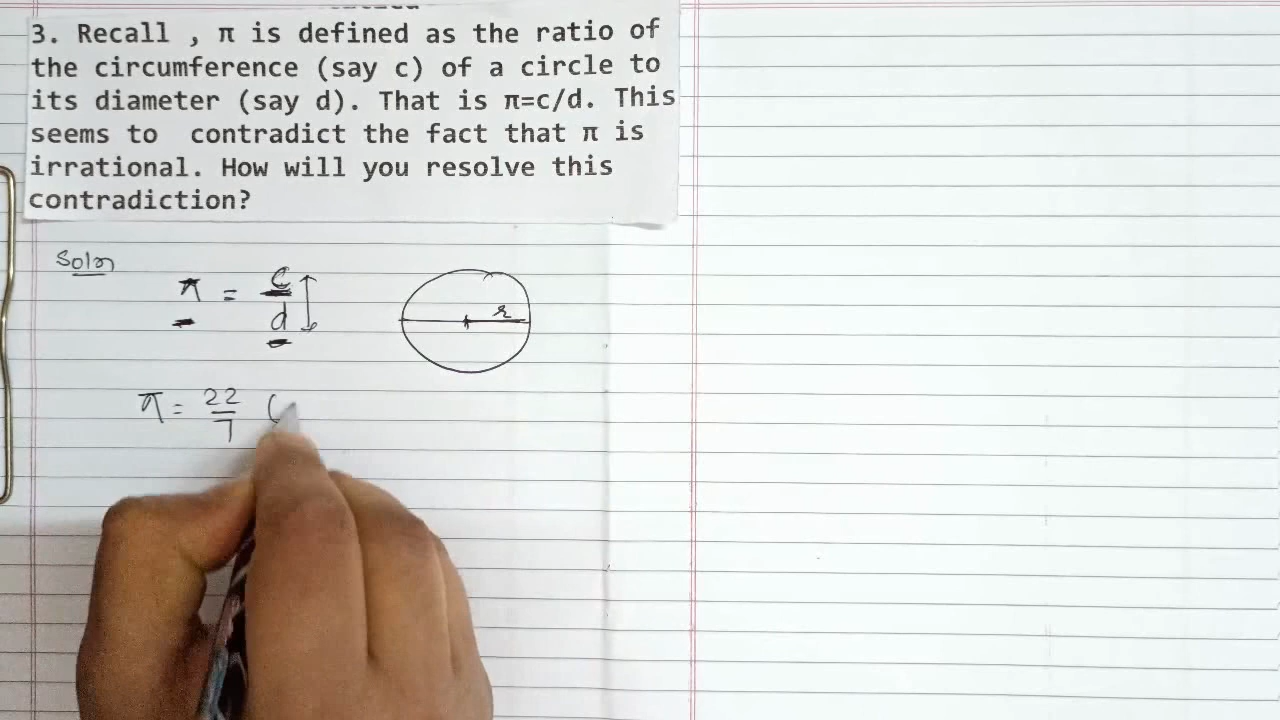 3. Recall , π is defined as the ratio of
the circumference (say c) of a circle to
its diameter (say d). That is π=c/d. This
seems to contradict the fact that π is
irrational. How will you resolve this
contradiction?
Soln
π = c/d
r
π = 22/7 (